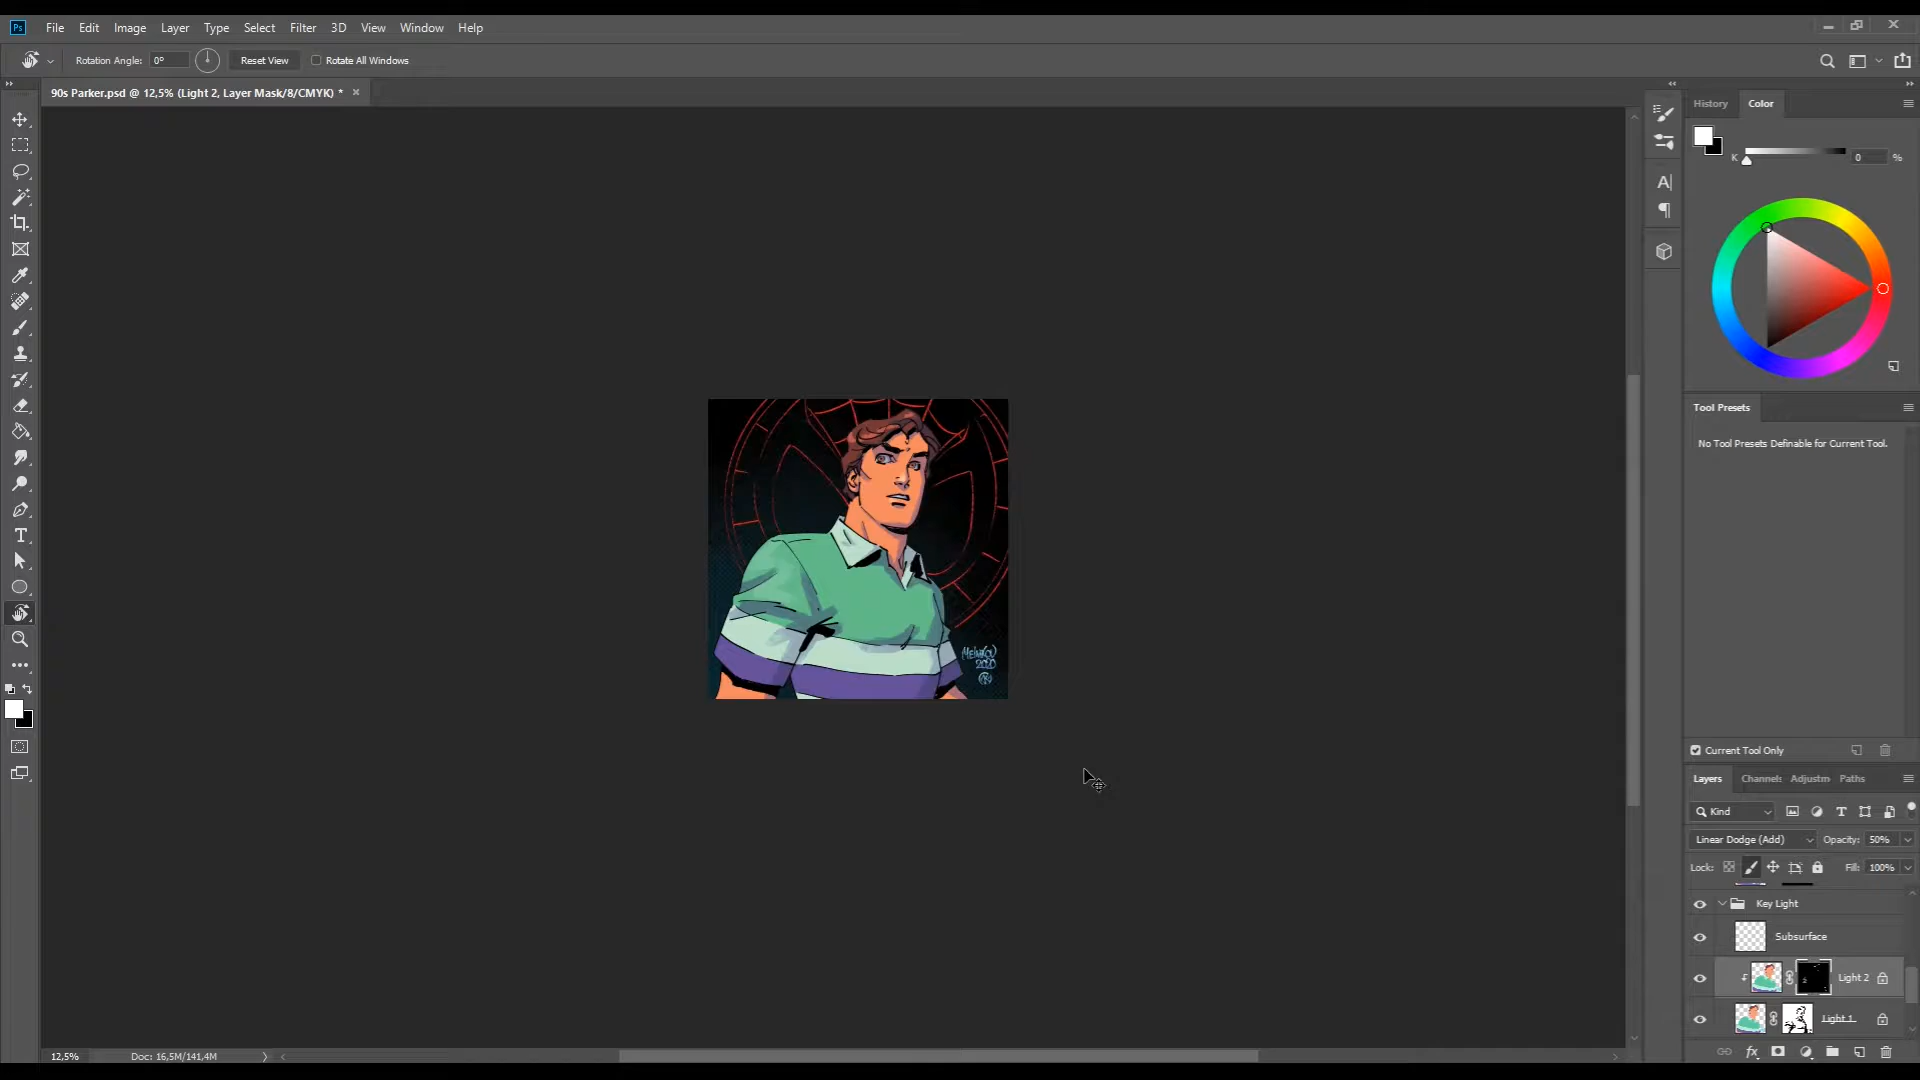 Ps File Edit Image Layer Type Select Filter 3D View Window Help
Rotation Angle: 0° Reset View Rotate All Windows
90s Parker.psd @ 12,5% (Light 2, Layer Mask/8/CMYK) *
History Color
K 0 %
Tool Presets
No Tool Presets Definable for Current Tool.
2020
Current Tool Only
Layers Channels Adjustm Paths
Kind
Linear Dodge (Add) Opacity: 50%
Lock: Fill: 100%
Key Light
Subsurface
Light 2
Light 1
12,5% Doc: 16,5M/141,4M